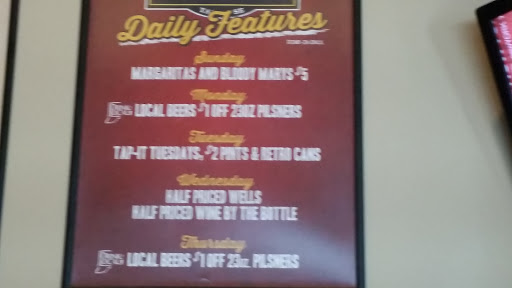 Daily Features
Sunday
MARGARITAS AND BLOODY MARYS $5
Monday
LOCAL BEERS $1 OFF 23OZ PILSNERS
Tuesday
TAP-IT TUESDAYS, $2 PINTS & RETRO CANS
Wednesday
HALF PRICED WELLS
HALF PRICED WINE BY THE BOTTLE
Thursday
LOCAL BEERS $1 OFF 23OZ. PILSNERS